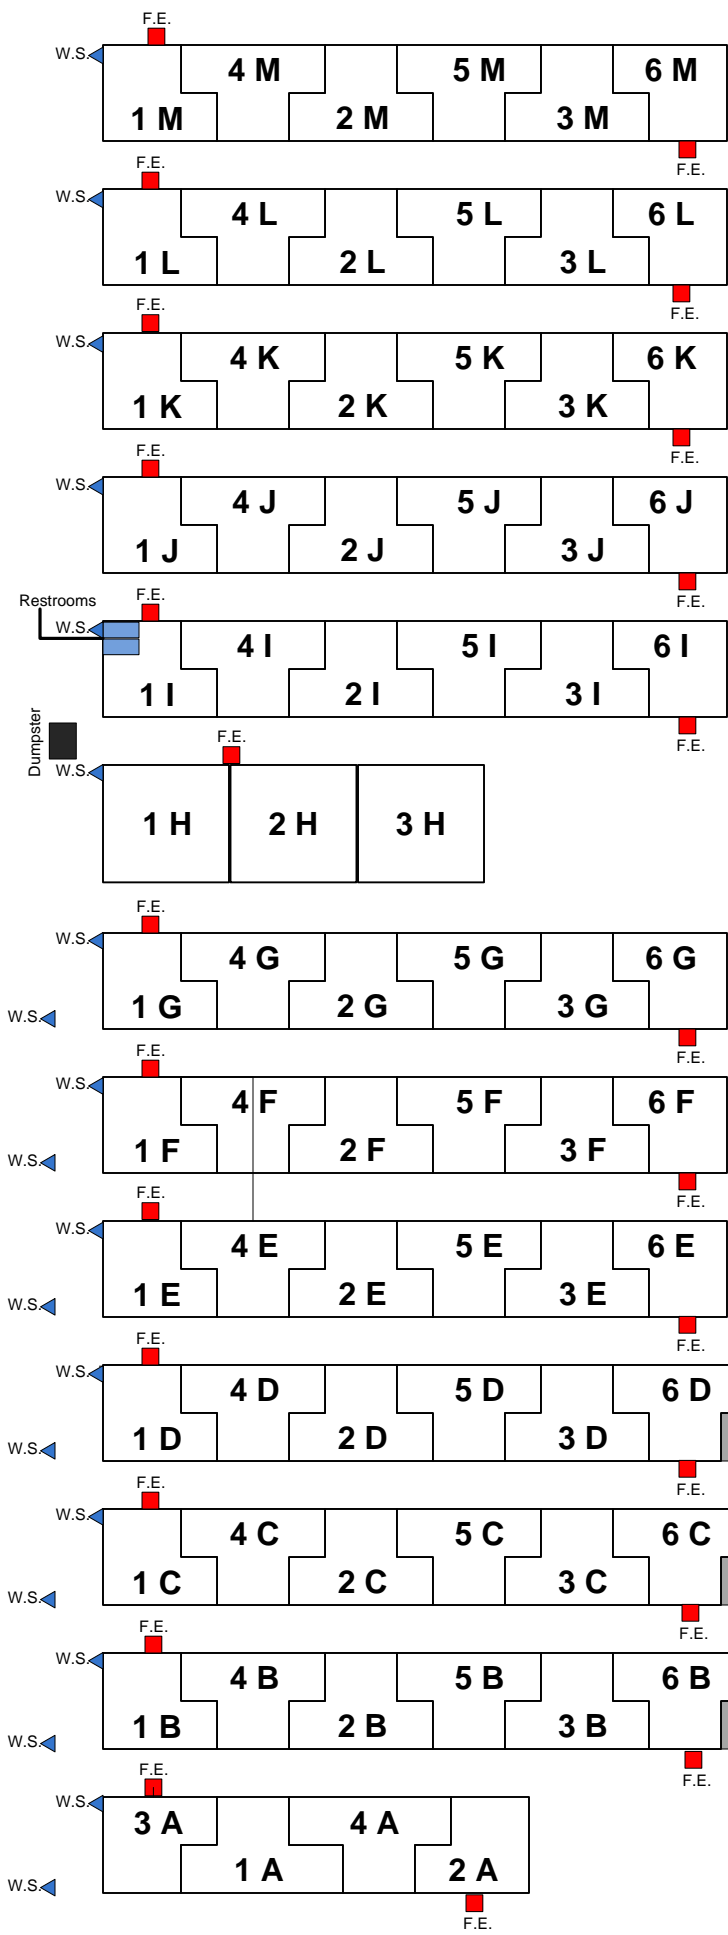 F.E.
W.S.
4 M 5 M 6 M
1 M 2 M 3 M
F.E.
F.E.
W.S.
4 L 5 L 6 L
1 L 2 L 3 L
F.E.
F.E.
W.S.
4 K 5 K 6 K
1 K 2 K 3 K
F.E.
F.E.
W.S.
4 J 5 J 6 J
1 J 2 J 3 J
F.E.
F.E.
Restrooms
W.S.
4 I 5 I 6 I
1 I 2 I 3 I
F.E.
Dumpster
F.E.
W.S.
1 H 2 H 3 H
F.E.
W.S.
4 G 5 G 6 G
1 G 2 G 3 G
W.S.
F.E.
F.E.
W.S.
4 F 5 F 6 F
1 F 2 F 3 F
W.S.
F.E.
F.E.
W.S.
4 E 5 E 6 E
1 E 2 E 3 E
W.S.
F.E.
F.E.
W.S.
4 D 5 D 6 D
1 D 2 D 3 D
W.S.
F.E.
F.E.
W.S.
4 C 5 C 6 C
1 C 2 C 3 C
W.S.
F.E.
F.E.
W.S.
4 B 5 B 6 B
1 B 2 B 3 B
W.S.
F.E.
F.E.
W.S.
3 A 4 A
1 A 2 A
W.S.
F.E.